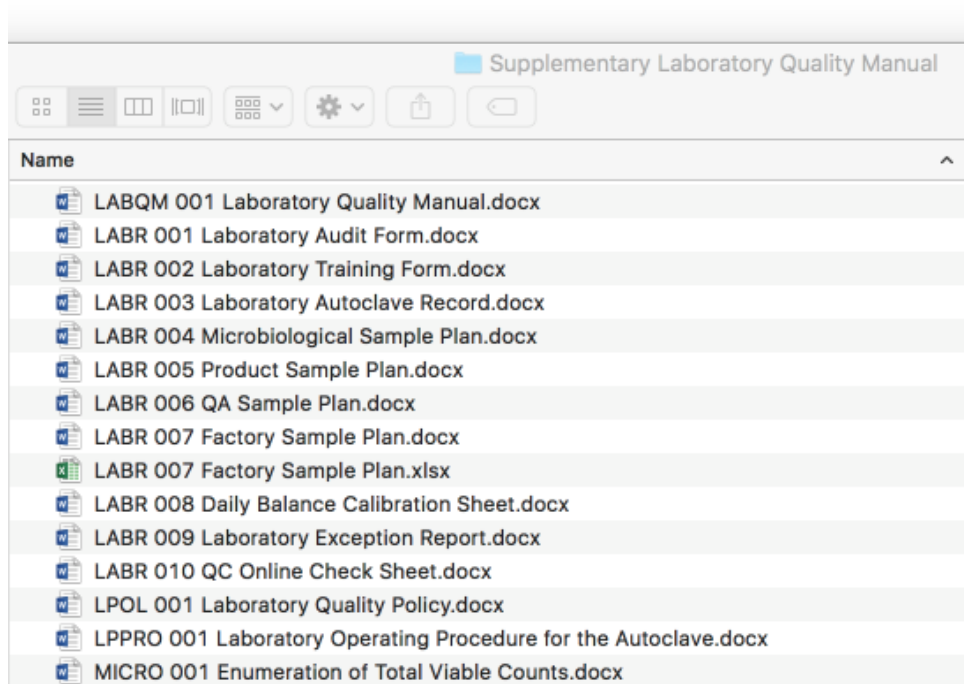 Supplementary Laboratory Quality Manual
Name
LABQM 001 Laboratory Quality Manual.docx
LABR 001 Laboratory Audit Form.docx
LABR 002 Laboratory Training Form.docx
LABR 003 Laboratory Autoclave Record.docx
LABR 004 Microbiological Sample Plan.docx
LABR 005 Product Sample Plan.docx
LABR 006 QA Sample Plan.docx
LABR 007 Factory Sample Plan.docx
LABR 007 Factory Sample Plan.xlsx
LABR 008 Daily Balance Calibration Sheet.docx
LABR 009 Laboratory Exception Report.docx
LABR 010 QC Online Check Sheet.docx
LPOL 001 Laboratory Quality Policy.docx
LPPRO 001 Laboratory Operating Procedure for the Autoclave.docx
MICRO 001 Enumeration of Total Viable Counts.docx